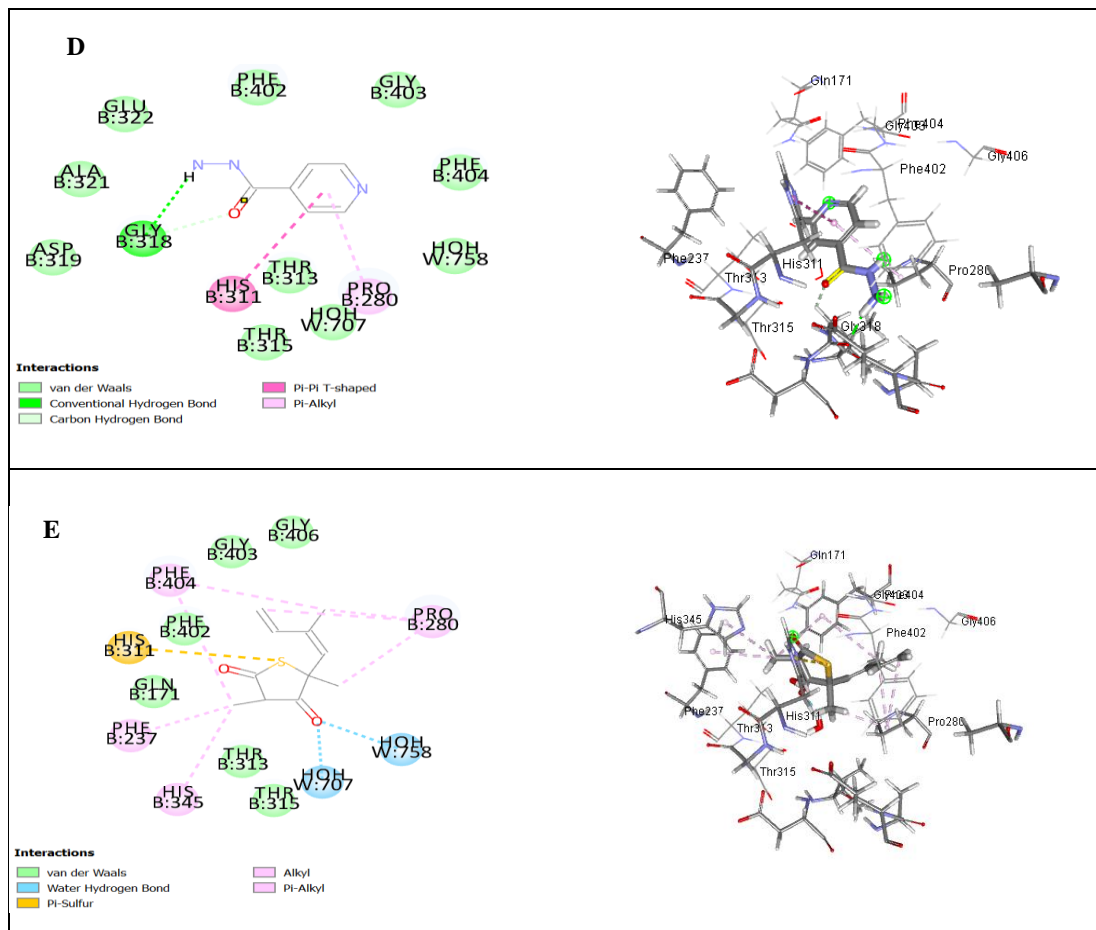 D
PHE
B:402
GLY
B:403
GLU
B:322
ALA
B:321
PHE
B:404
N
N
H
O
N
GLY
B:318
ASP
B:319
HOH
W:758
THR
B:313
HIS
B:311
PRO
B:280
HOH
W:707
THR
B:315
Interactions
van der Waals
Conventional Hydrogen Bond
Carbon Hydrogen Bond
Pi-Pi T-shaped
Pi-Alkyl
Gln171
Gly403
Phe404
Gly406
Phe402
Phe237
Thr313
His311
Pro280
Thr315
Gly318
E
GLY
B:406
GLY
B:403
PHE
B:404
PRO
B:280
PHE
B:402
HIS
B:311
S
O
GLN
B:171
O
PHE
B:237
HOH
W:758
THR
B:313
HOH
W:707
HIS
B:345
THR
B:315
Interactions
van der Waals
Water Hydrogen Bond
Pi-Sulfur
Alkyl
Pi-Alkyl
Gln171
His345
Gly403
Phe404
Gly406
Phe402
Phe237
Thr313
His311
Pro280
Thr315